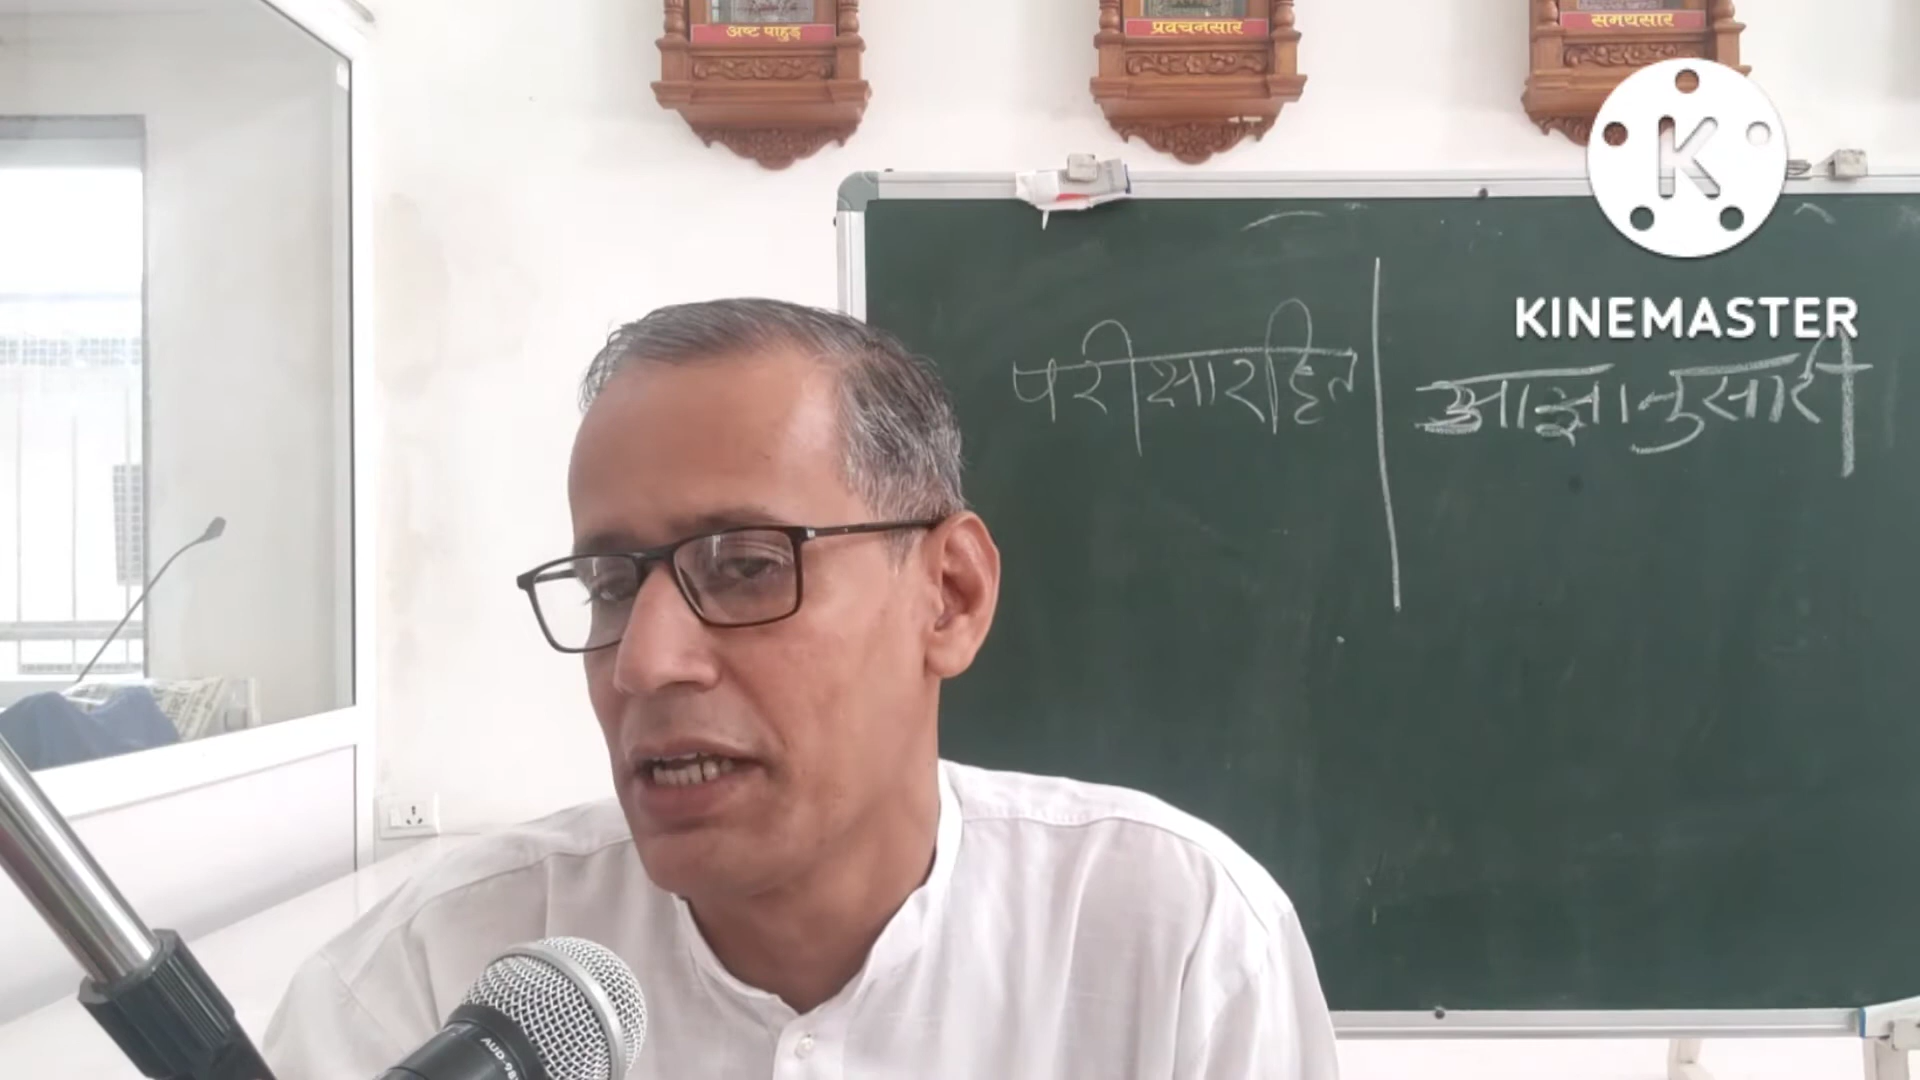 अष्ट पाहुड़
प्रवचनसार
समयसार
KINEMASTER
परीक्षारहित
आज्ञानुसारी